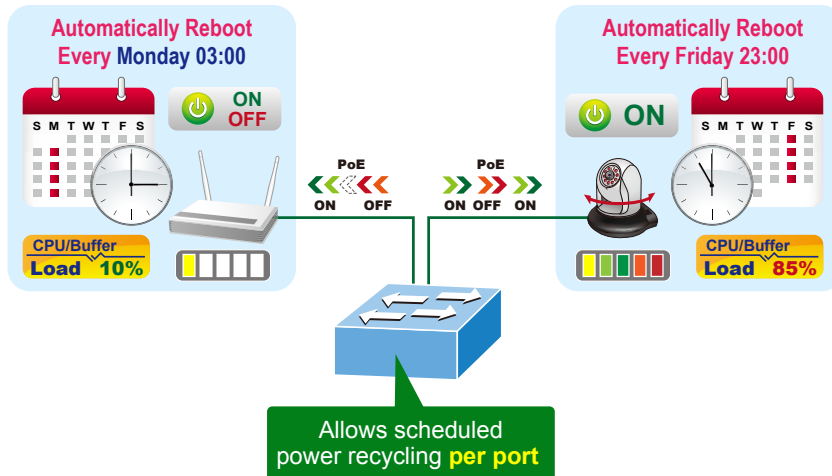 Automatically Reboot
Every Monday 03:00
ON
OFF
S M T W T F S
CPU/Buffer
Load 10%
PoE
ON OFF
PoE
ON OFF ON
Automatically Reboot
Every Friday 23:00
ON
S M T W T F S
CPU/Buffer
Load 85%
Allows scheduled
power recycling per port